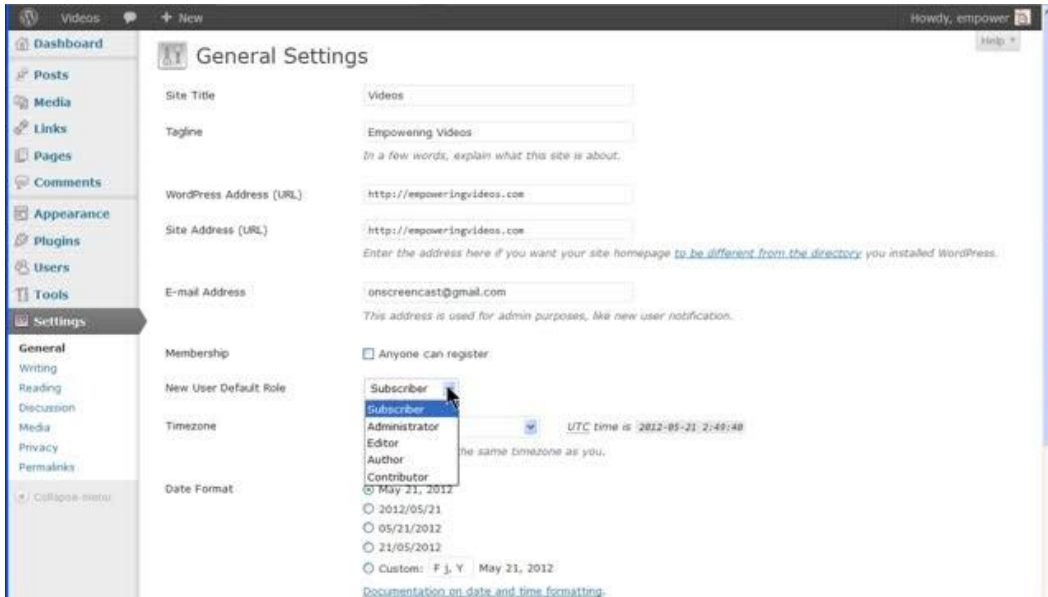 Videos + New Howdy, empower
Help
Dashboard
Posts
Media
Links
Pages
Comments
Appearance
Plugins
Users
Tools
Settings
General
Writing
Reading
Discussion
Media
Privacy
Permalinks
Collapse menu
General Settings
Site Title Videos
Tagline Empowering Videos
In a few words, explain what this site is about.
WordPress Address (URL) http://empoweringvideos.com
Site Address (URL) http://empoweringvideos.com
Enter the address here if you want your site homepage to be different from the directory you installed WordPress.
E-mail Address onscreencast@gmail.com
This address is used for admin purposes, like new user notification.
Membership Anyone can register
New User Default Role Subscriber
Subscriber
Administrator
Editor
Author
Contributor
Timezone UTC time is 2012-05-21 2:49:40
the same timezone as you.
Date Format May 21, 2012
2012/05/21
05/21/2012
21/05/2012
Custom: F j, Y May 21, 2012
Documentation on date and time formatting.